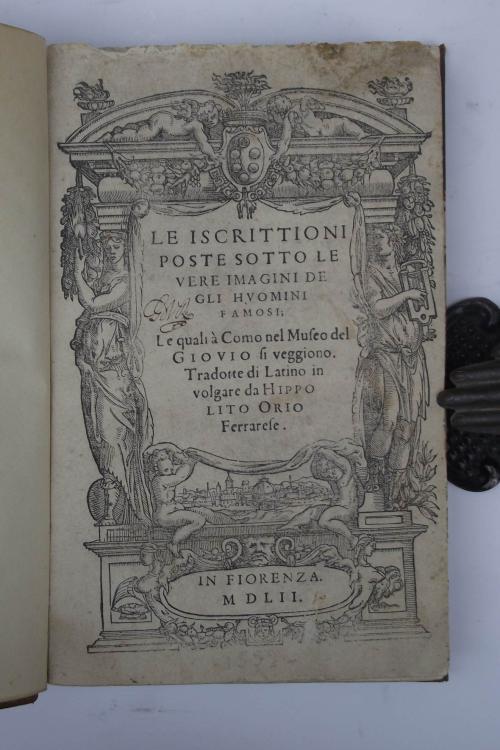 LE ISCRITTIONI
POSTE SOTTO LE
VERE IMAGINI DE
GLI HVOMINI
FAMOSI;
Le quali à Como nel Museo del
GIOVIO si veggiono.
Tradotte di Latino in
volgare da HIPPO
LITO ORIO
Ferrarese.
IN FIORENZA.
MDLII.